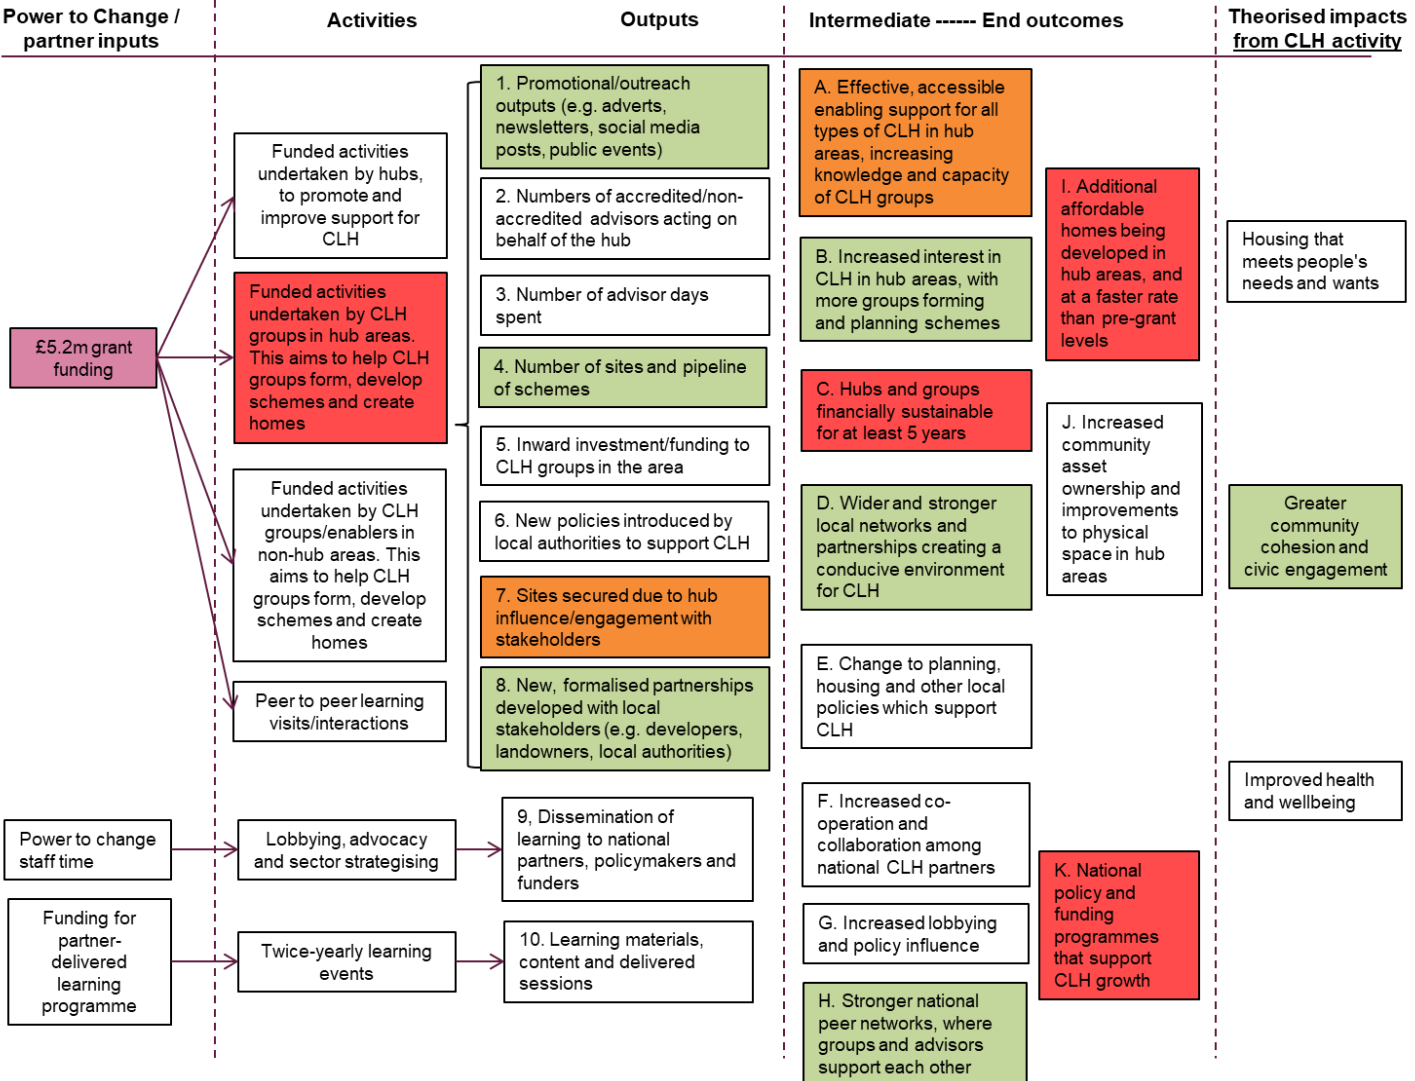 Power to Change /
partner inputs
Activities
Outputs
Intermediate ------ End outcomes
Theorised impacts
from CLH activity
£5.2m grant
funding
Power to change
staff time
Funding for
partner-
delivered
learning
programme
Funded activities
undertaken by hubs,
to promote and
improve support for
CLH
Funded activities
undertaken by CLH
groups in hub areas.
This aims to help CLH
groups form, develop
schemes and create
homes
Funded activities
undertaken by CLH
groups/enablers in
non-hub areas. This
aims to help CLH
groups form, develop
schemes and create
homes
Peer to peer learning
visits/interactions
Lobbying, advocacy
and sector strategising
Twice-yearly learning
events
1. Promotional/outreach
outputs (e.g. adverts,
newsletters, social media
posts, public events)
2. Numbers of accredited/non-
accredited advisors acting on
behalf of the hub
3. Number of advisor days
spent
4. Number of sites and pipeline
of schemes
5. Inward investment/funding to
CLH groups in the area
6. New policies introduced by
local authorities to support CLH
7. Sites secured due to hub
influence/engagement with
stakeholders
8. New, formalised partnerships
developed with local
stakeholders (e.g. developers,
landowners, local authorities)
9, Dissemination of
learning to national
partners, policymakers and
funders
10. Learning materials,
content and delivered
sessions
A. Effective, accessible
enabling support for all
types of CLH in hub
areas, increasing
knowledge and capacity
of CLH groups
B. Increased interest in
CLH in hub areas, with
more groups forming
and planning schemes
C. Hubs and groups
financially sustainable
for at least 5 years
D. Wider and stronger
local networks and
partnerships creating a
conducive environment
for CLH
E. Change to planning,
housing and other local
policies which support
CLH
F. Increased co-
operation and
collaboration among
national CLH partners
G. Increased lobbying
and policy influence
H. Stronger national
peer networks, where
groups and advisors
support each other
I. Additional
affordable
homes being
developed in
hub areas, and
at a faster rate
than pre-grant
levels
J. Increased
community
asset
ownership and
improvements
to physical
space in hub
areas
K. National
policy and
funding
programmes
that support
CLH growth
Housing that
meets people's
needs and wants
Greater
community
cohesion and
civic engagement
Improved health
and wellbeing